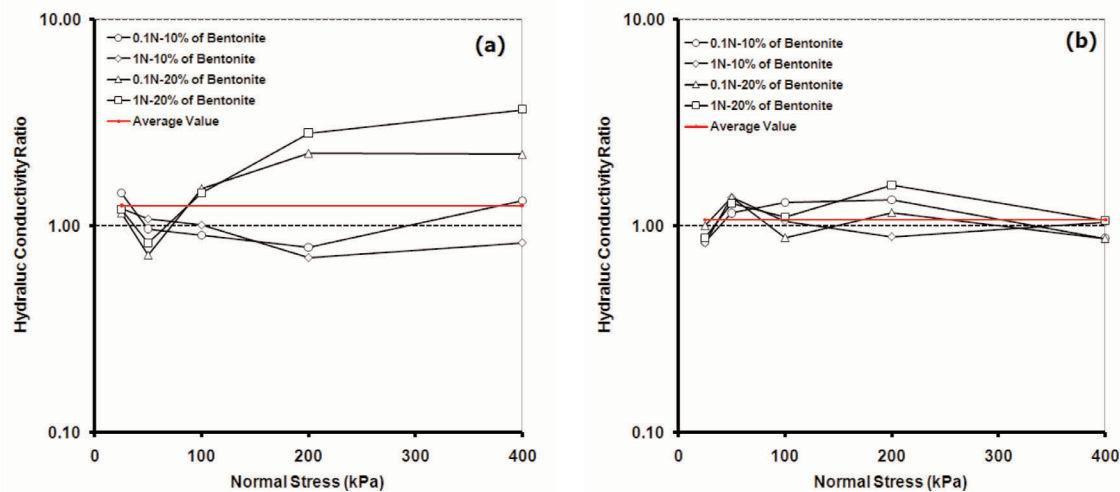 10.00
(a)
0.1N-10% of Bentonite
1N-10% of Bentonite
0.1N-20% of Bentonite
1N-20% of Bentonite
Average Value
1.00
0.10
0
100
200
300
400
Hydraluc Conductivity Ratio
Normal Stress (kPa)
10.00
(b)
0.1N-10% of Bentonite
1N-10% of Bentonite
0.1N-20% of Bentonite
1N-20% of Bentonite
Average Value
1.00
0.10
0
100
200
300
400
Hydraluc Conductivity Ratio
Normal Stress (kPa)